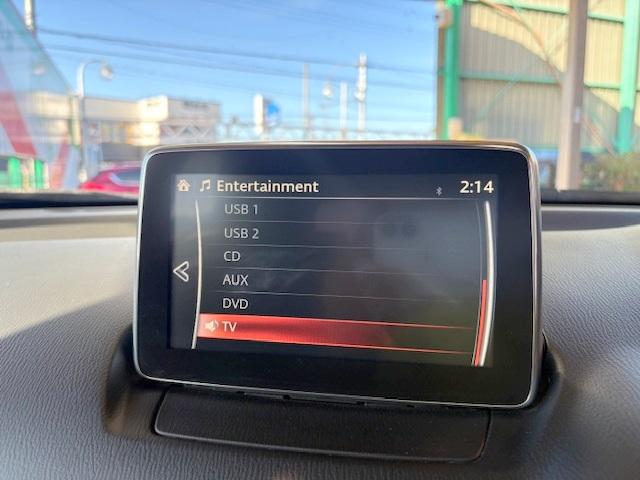 Entertainment 2:14
USB 1
USB 2
CD
AUX
DVD
TV